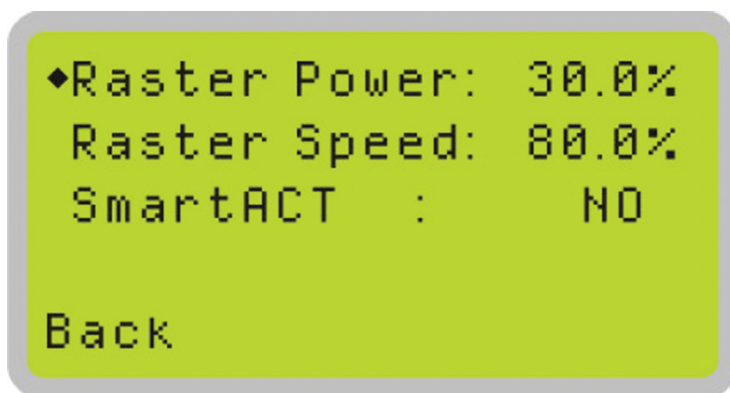 ◆Raster Power: 30.0%
Raster Speed: 80.0%
SmartACT : NO
Back